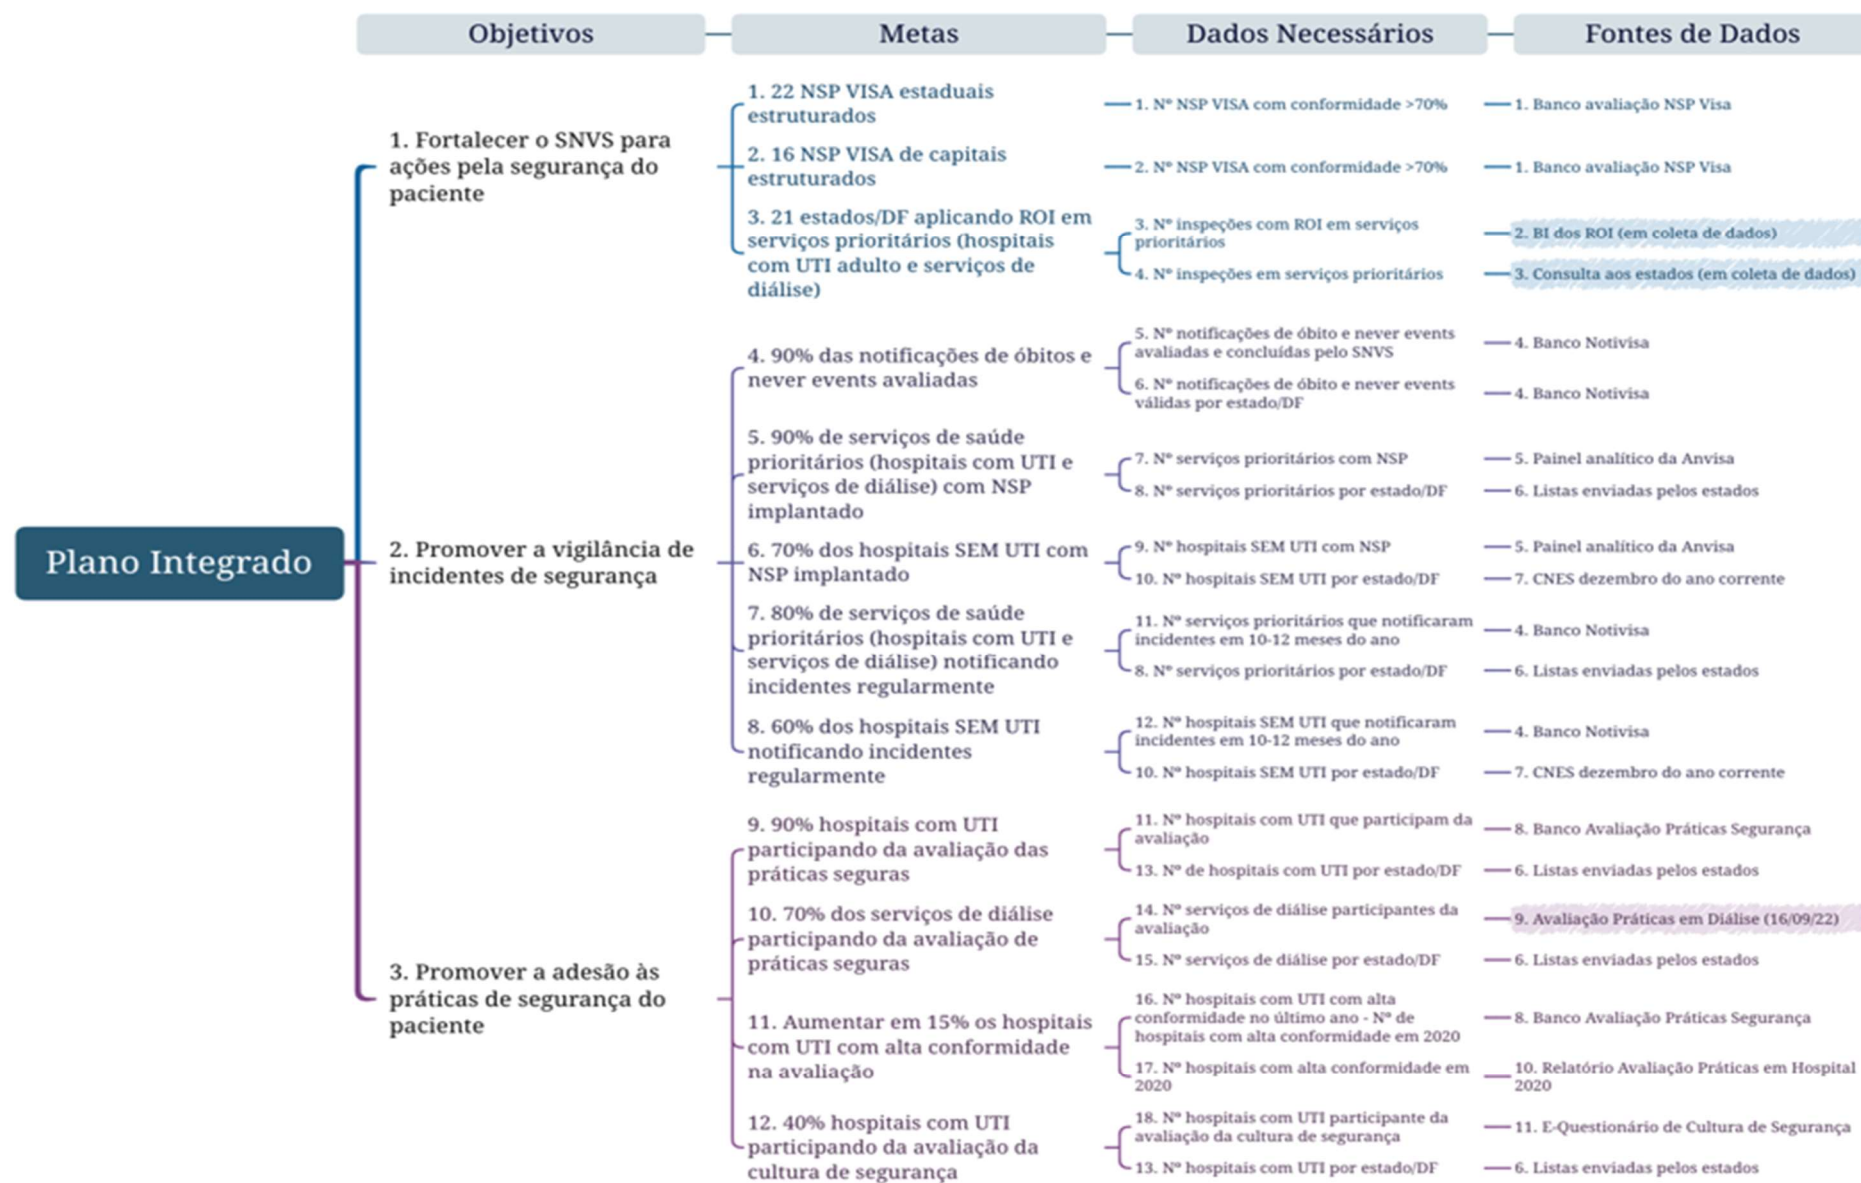 Objetivos
Metas
Dados Necessários
Fontes de Dados
Plano Integrado
1. Fortalecer o SNVS para
ações pela segurança do
paciente
1. 22 NSP VISA estaduais
estruturados
1. Nº NSP VISA com conformidade >70%
1. Banco avaliação NSP Visa
2. 16 NSP VISA de capitais
estruturados
2. Nº NSP VISA com conformidade >70%
1. Banco avaliação NSP Visa
3. 21 estados/DF aplicando ROI em
serviços prioritários (hospitais
com UTI adulto e serviços de
diálise)
3. Nº inspeções com ROI em serviços
prioritários
2. BI dos ROI (em coleta de dados)
4. Nº inspeções em serviços prioritários
3. Consulta aos estados (em coleta de dados)
2. Promover a vigilância de
incidentes de segurança
4. 90% das notificações de óbitos e
never events avaliadas
5. Nº notificações de óbito e never events
avaliadas e concluídas pelo SNVS
4. Banco Notivisa
6. Nº notificações de óbito e never events
válidas por estado/DF
4. Banco Notivisa
5. 90% de serviços de saúde
prioritários (hospitais com UTI e
serviços de diálise) com NSP
implantado
7. Nº serviços prioritários com NSP
5. Painel analítico da Anvisa
8. Nº serviços prioritários por estado/DF
6. Listas enviadas pelos estados
6. 70% dos hospitais SEM UTI com
NSP implantado
9. Nº hospitais SEM UTI com NSP
5. Painel analítico da Anvisa
10. Nº hospitais SEM UTI por estado/DF
7. CNES dezembro do ano corrente
7. 80% de serviços de saúde
prioritários (hospitais com UTI e
serviços de diálise) notificando
incidentes regularmente
11. Nº serviços prioritários que notificaram
incidentes em 10-12 meses do ano
4. Banco Notivisa
8. Nº serviços prioritários por estado/DF
6. Listas enviadas pelos estados
8. 60% dos hospitais SEM UTI
notificando incidentes
regularmente
12. Nº hospitais SEM UTI que notificaram
incidentes em 10-12 meses do ano
4. Banco Notivisa
10. Nº hospitais SEM UTI por estado/DF
7. CNES dezembro do ano corrente
3. Promover a adesão às
práticas de segurança do
paciente
9. 90% hospitais com UTI
participando da avaliação das
práticas seguras
11. Nº hospitais com UTI que participam da
avaliação
8. Banco Avaliação Práticas Segurança
13. Nº de hospitais com UTI por estado/DF
6. Listas enviadas pelos estados
10. 70% dos serviços de diálise
participando da avaliação de
práticas seguras
14. Nº serviços de diálise participantes da
avaliação
9. Avaliação Práticas em Diálise (16/09/22)
15. Nº serviços de diálise por estado/DF
6. Listas enviadas pelos estados
11. Aumentar em 15% os hospitais
com UTI com alta conformidade
na avaliação
16. Nº hospitais com UTI com alta
conformidade no último ano - Nº de
hospitais com alta conformidade em 2020
8. Banco Avaliação Práticas Segurança
17. Nº hospitais com alta conformidade em
2020
10. Relatório Avaliação Práticas em Hospital
2020
12. 40% hospitais com UTI
participando da avaliação da
cultura de segurança
18. Nº hospitais com UTI participante da
avaliação da cultura de segurança
11. E-Questionário de Cultura de Segurança
13. Nº hospitais com UTI por estado/DF
6. Listas enviadas pelos estados